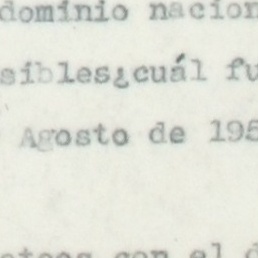 dominio nacion
sibles¿cuál fu
Agosto de 195
con el d